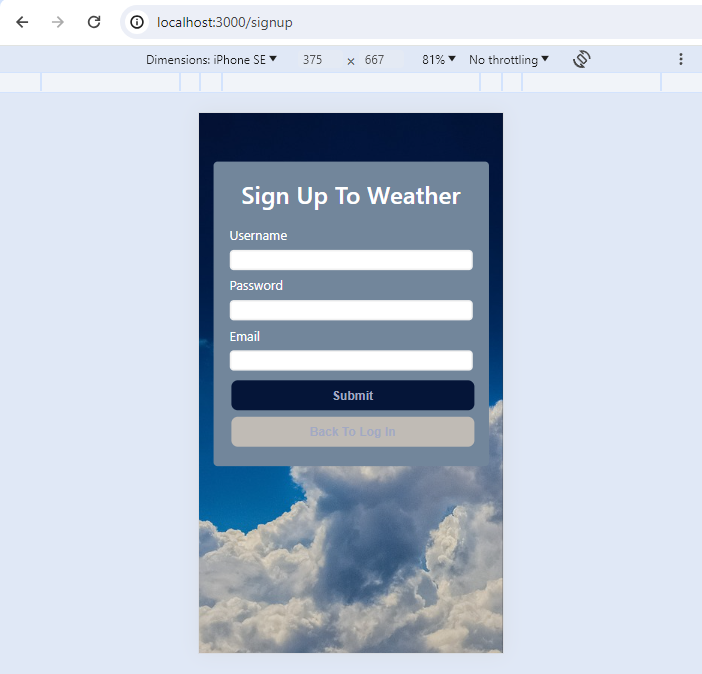 localhost:3000/signup
Dimensions: iPhone SE 375 × 667 81% No throttling
Sign Up To Weather
Username
Password
Email
Submit
Back To Log In